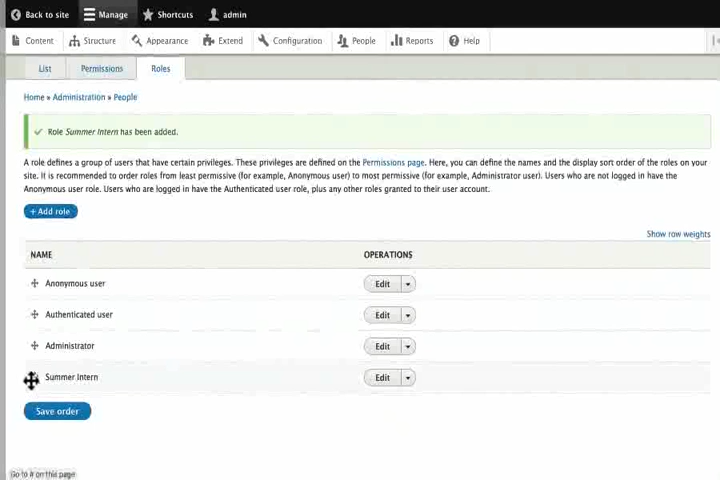 Back to site Manage Shortcuts admin
Content Structure Appearance Extend Configuration People Reports Help
List Permissions Roles
Home » Administration » People
Role Summer Intern has been added.
A role defines a group of users that have certain privileges. These privileges are defined on the Permissions page. Here, you can define the names and the display sort order of the roles on your
site. It is recommended to order roles from least permissive (for example, Anonymous user) to most permissive (for example, Administrator user). Users who are not logged in have the
Anonymous user role. Users who are logged in have the Authenticated user role, plus any other roles granted to their user account.
+ Add role
Show row weights
NAME OPERATIONS
Anonymous user Edit
Authenticated user Edit
Administrator Edit
Summer Intern Edit
Save order
on this page